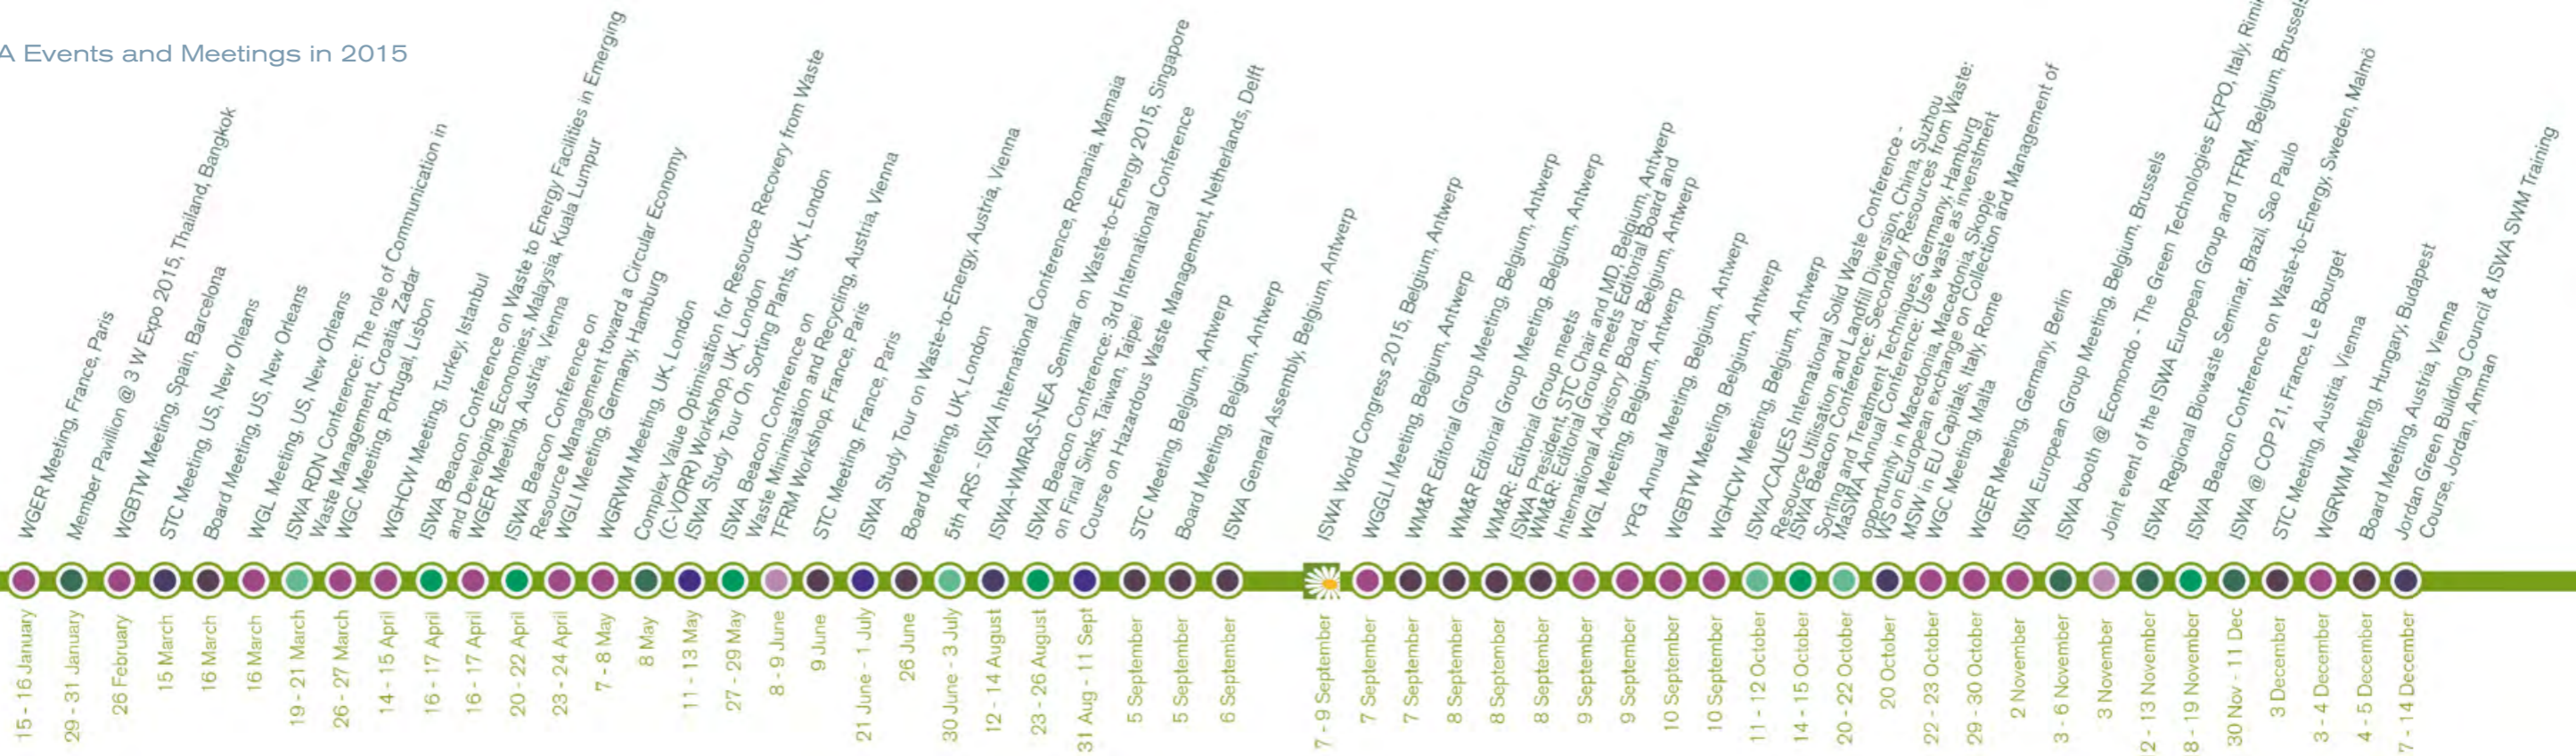 A Events and Meetings in 2015
WGER Meeting, France, Paris
Member Pavilion @ 3 W Expo 2015, Thailand, Bangkok
WGBTW Meeting, Spain, Barcelona
STC Meeting, US, New Orleans
Board Meeting, US, New Orleans
WGL Meeting, US, New Orleans
ISWA RDN Conference: The role of Communication in
Waste Management, Croatia, Zadar
WGC Meeting, Portugal, Lisbon
WGHCW Meeting, Turkey, Istanbul
ISWA Beacon Conference on Waste to Energy Facilities in Emerging
and Developing Economies, Malaysia, Kuala Lumpur
WGER Meeting, Austria, Vienna
ISWA Beacon Conference on
Resource Management toward a Circular Economy
WGLI Meeting, Germany, Hamburg
WGRWM Meeting, UK, London
Complex Value Optimisation for Resource Recovery from Waste
(C-VORR) Workshop, UK, London
ISWA Study Tour On Sorting Plants, UK, London
ISWA Beacon Conference on
Waste Minimisation and Recycling, Austria, Vienna
TFRM Workshop, France, Paris
STC Meeting, France, Paris
ISWA Study Tour on Waste-to-Energy, Austria, Vienna
Board Meeting, UK, London
5th ARS - ISWA International Conference, Romania, Mamaia
ISWA-WMRAS-NEA Seminar on Waste-to-Energy 2015, Singapore
ISWA Beacon Conference: 3rd International Conference
on Final Sinks, Taiwan, Taipei
Course on Hazardous Waste Management, Netherlands, Delft
STC Meeting, Belgium, Antwerp
Board Meeting, Belgium, Antwerp
ISWA General Assembly, Belgium, Antwerp
ISWA World Congress 2015, Belgium, Antwerp
WGGLI Meeting, Belgium, Antwerp
WM&R Editorial Group Meeting, Belgium, Antwerp
WM&R Editorial Group Meeting, Belgium, Antwerp
WM&R: Editorial Group meets
ISWA President, STC Chair and MD, Belgium, Antwerp
WM&R: Editorial Group meets Editorial Board and
International Advisory Board, Belgium, Antwerp
WGL Meeting, Belgium, Antwerp
YPG Annual Meeting, Belgium, Antwerp
WGBTW Meeting, Belgium, Antwerp
WGHCW Meeting, Belgium, Antwerp
ISWA/CAUES International Solid Waste Conference -
Resource Utilisation and Landfill Diversion, China, Suzhou
ISWA Beacon Conference: Secondary Resources from Waste:
Sorting and Treatment Techniques, Germany, Hamburg
MaSWA Annual Conference: Use waste as invenstment
opportunity in Macedonia, Macedonia, Skopje
WS on European exchange on Collection and Management of
MSW in EU Capitals, Italy, Rome
WGC Meeting, Malta
WGER Meeting, Germany, Berlin
ISWA European Group Meeting, Belgium, Brussels
ISWA booth @ Ecomondo - The Green Technologies EXPO, Italy, Rimini
Joint event of the ISWA European Group and TFRM, Belgium, Brussels
ISWA Regional Biowaste Seminar, Brazil, Sao Paulo
ISWA Beacon Conference on Waste-to-Energy, Sweden, Malmö
ISWA @ COP 21, France, Le Bourget
STC Meeting, Austria, Vienna
WGRWM Meeting, Hungary, Budapest
Board Meeting, Austria, Vienna
Jordan Green Building Council & ISWA SWM Training
Course, Jordan, Amman
15 - 16 January
29 - 31 January
26 February
15 March
16 March
16 March
19 - 21 March
26 - 27 March
14 - 15 April
16 - 17 April
16 - 17 April
20 - 22 April
23 - 24 April
7 - 8 May
8 May
11 - 13 May
27 - 29 May
8 - 9 June
9 June
21 June - 1 July
26 June
30 June - 3 July
12 - 14 August
23 - 26 August
31 Aug - 11 Sept
5 September
5 September
6 September
7 - 9 September
7 September
7 September
8 September
8 September
8 September
9 September
9 September
10 September
10 September
11 - 12 October
14 - 15 October
20 - 22 October
20 October
22 - 23 October
29 - 30 October
2 November
3 - 6 November
3 November
2 - 13 November
8 - 19 November
30 Nov - 11 Dec
3 December
3 - 4 December
4 - 5 December
7 - 14 December